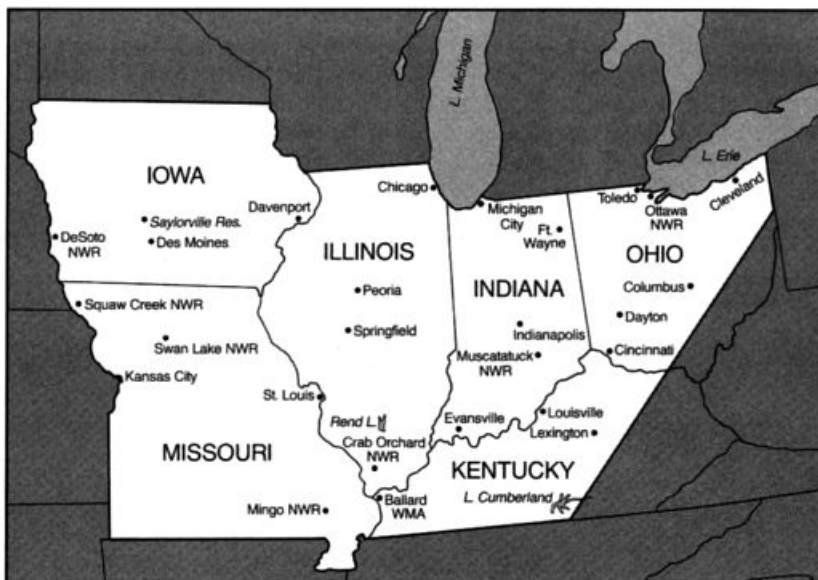 L. Michigan
L. Erie
IOWA
Chicago
Toledo
Cleveland
Davenport
Saylorville Res.
Michigan
City
Ottawa
NWR
DeSoto
NWR
Des Moines
Ft.
Wayne
ILLINOIS
OHIO
Squaw Creek NWR
Peoria
INDIANA
Columbus
Swan Lake NWR
Springfield
Indianapolis
Dayton
Kansas City
Muscatatuck
NWR
Cincinnati
St. Louis
Rend L.
Evansville
Louisville
Lexington
MISSOURI
Crab Orchard
NWR
KENTUCKY
L. Cumberland
Mingo NWR
Ballard
WMA